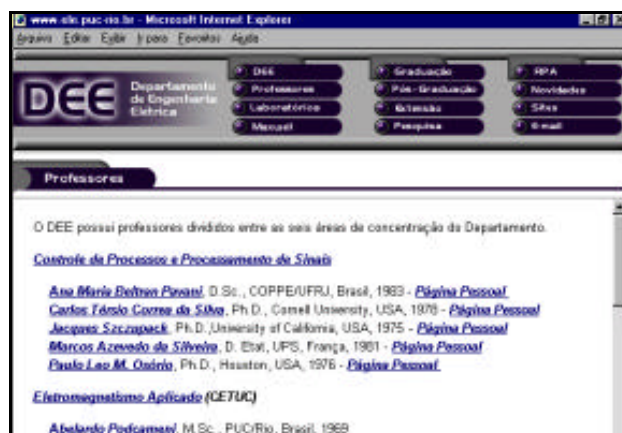 www.ele.puc-rio.br - Microsoft Internet Explorer
Arquivo Editar Exibir Ir para Favoritos Ajuda
DEE
Departamento
de Engenharia
Elétrica
DEE
Professores
Laboratórios
Maxwell
Graduação
Pós-Graduação
Extensão
Pesquisa
RPA
Novidades
Sites
E-mail
Professores
O DEE possui professores divididos entre as seis áreas de concentração do Departamento.
Controle de Processos e Processamento de Sinais
Ana Maria Beltran Pavani, D.Sc., COPPE/UFRJ, Brasil, 1983 - Página Pessoal
Carlos Társio Correa da Silva, Ph.D., Cornell University, USA, 1978 - Página Pessoal
Jacques Szczupack, Ph.D.,University of California, USA, 1975 - Página Pessoal
Marcos Azevedo da Silveira, D. Etat, UPS, França, 1981 - Página Pessoal
Paulo Leo M. Osório, Ph.D., Houston, USA, 1976 - Página Pessoal
Eletromagnetismo Aplicado (CETUC)
Abelardo Podcameni, M.Sc., PUC/Rio, Brasil, 1969